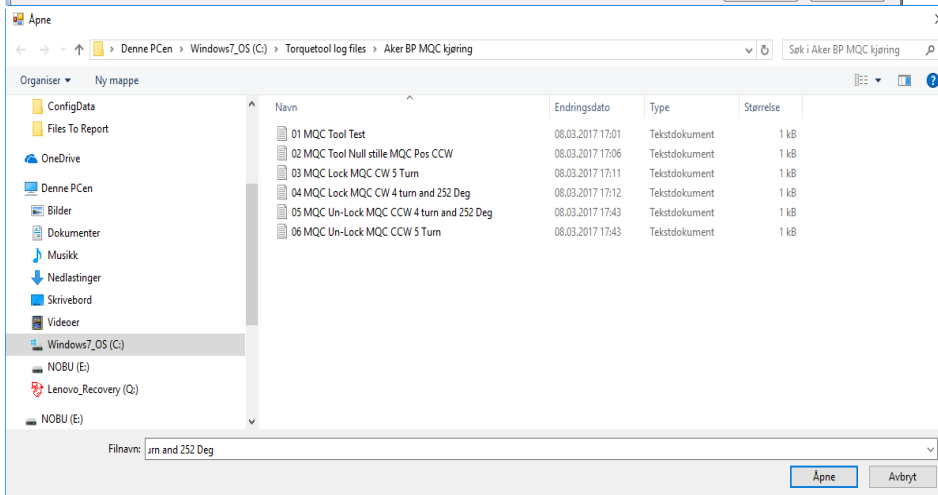 Åpne
Denne PCen > Windows7_OS (C:) > Torquetool log files > Aker BP MQC kjøring
Søk i Aker BP MQC kjøring
Organiser
Ny mappe
ConfigData
Files To Report
OneDrive
Denne PCen
Bilder
Dokumenter
Musikk
Nedlastinger
Skrivebord
Videoer
Windows7_OS (C:)
NOBU (E:)
Lenovo_Recovery (Q:)
NOBU (E:)
Navn Endringsdato Type Størrelse
01 MQC Tool Test 08.03.2017 17:01 Tekstdokument 1 kB
02 MQC Tool Null stille MQC Pos CCW 08.03.2017 17:06 Tekstdokument 1 kB
03 MQC Lock MQC CW 5 Turn 08.03.2017 17:11 Tekstdokument 1 kB
04 MQC Lock MQC CW 4 turn and 252 Deg 08.03.2017 17:12 Tekstdokument 1 kB
05 MQC Un-Lock MQC CCW 4 turn and 252 Deg 08.03.2017 17:43 Tekstdokument 1 kB
06 MQC Un-Lock MQC CCW 5 Turn 08.03.2017 17:43 Tekstdokument 1 kB
Filnavn: urn and 252 Deg
Åpne Avbryt